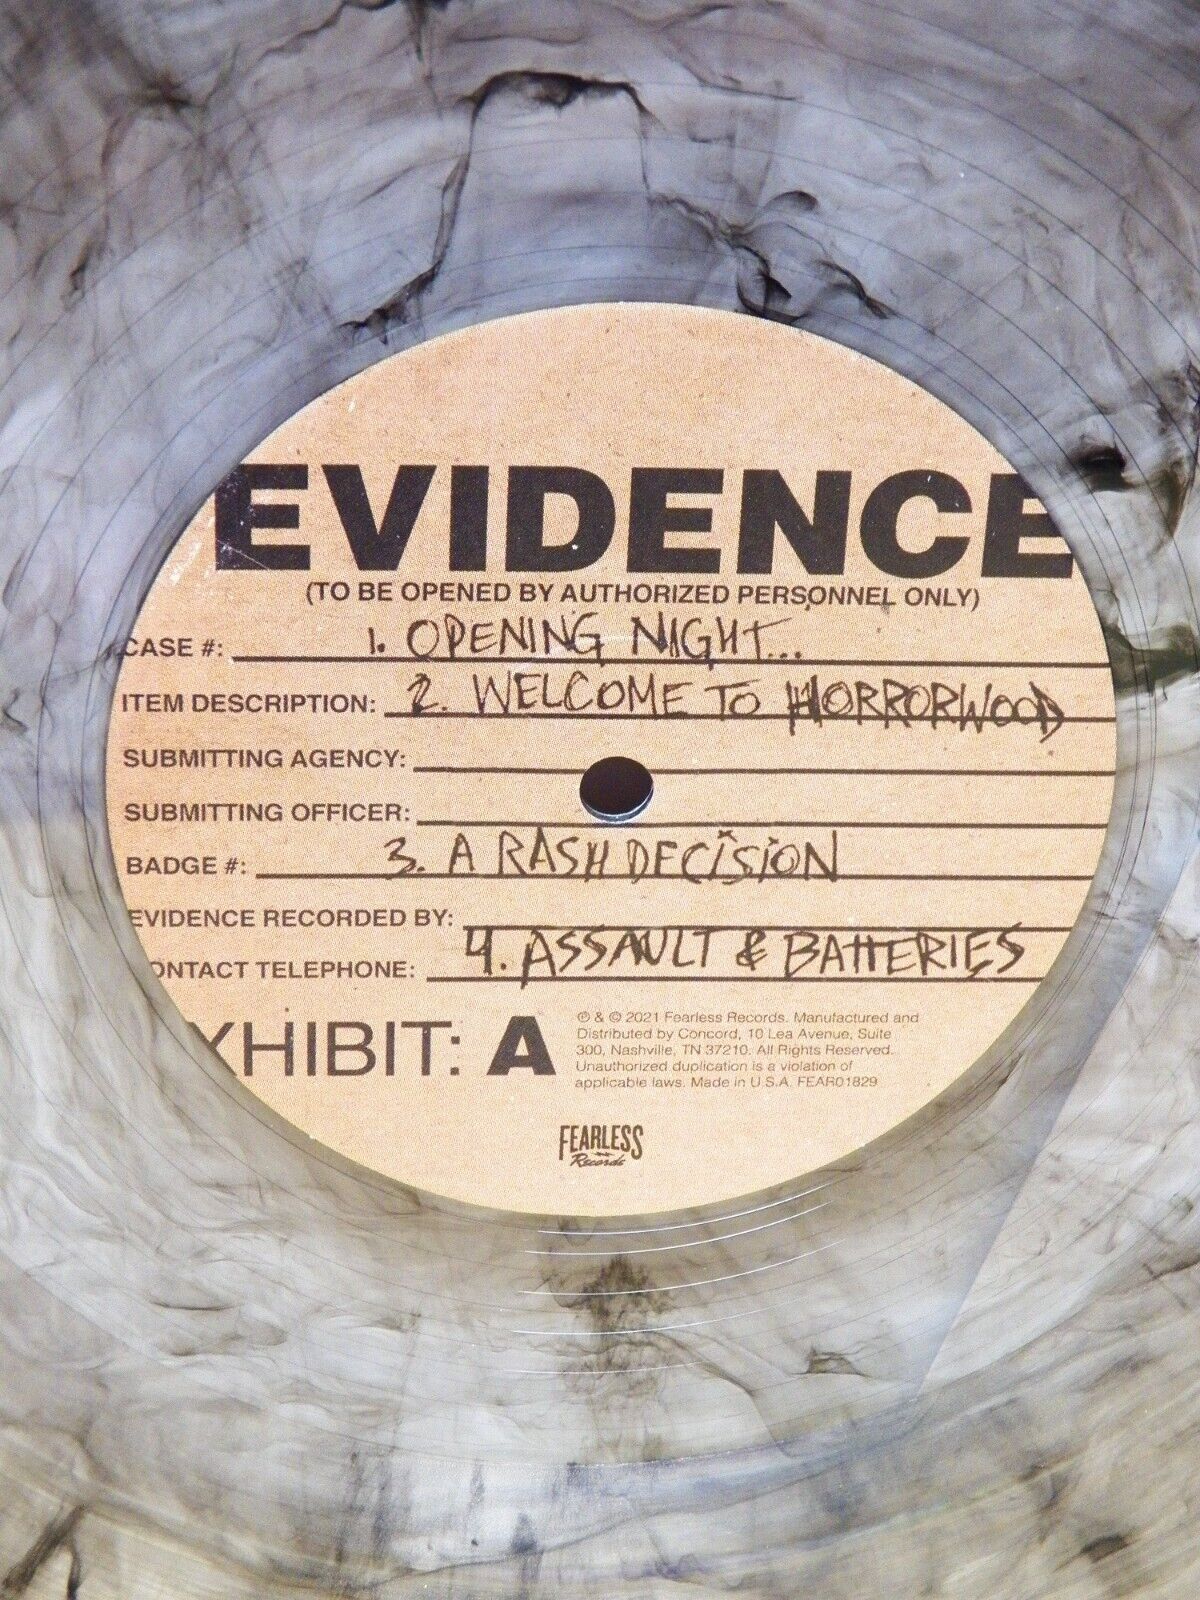 EVIDENCE
(TO BE OPENED BY AUTHORIZED PERSONNEL ONLY)
CASE #: 1. OPENING NIGHT...
ITEM DESCRIPTION: 2. WELCOME TO HORRORWOOD
SUBMITTING AGENCY:
SUBMITTING OFFICER:
BADGE #: 3. A RASH DECISION
EVIDENCE RECORDED BY:
ONTACT TELEPHONE: 4. ASSAULT & BATTERIES
XHIBIT: A
℗ & © 2021 Fearless Records. Manufactured and
Distributed by Concord, 10 Lea Avenue, Suite
300, Nashville, TN 37210. All Rights Reserved.
Unauthorized duplication is a violation of
applicable laws. Made in U.S.A. FEAR01829
FEARLESS
Records